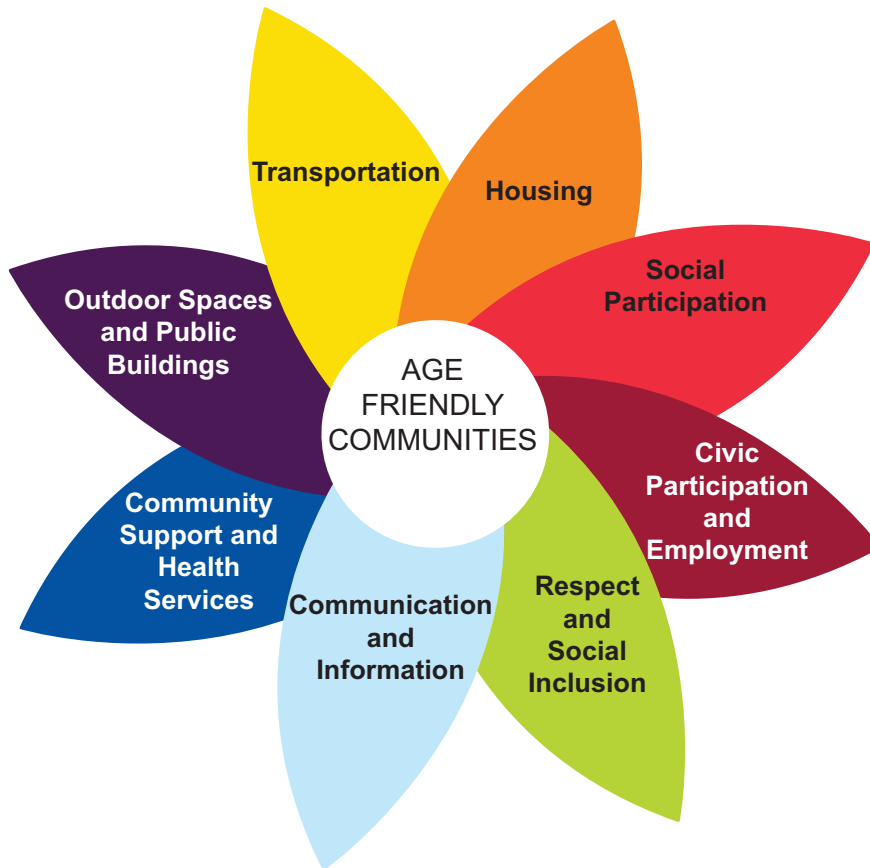 Transportation
Housing
Social
Participation
Outdoor Spaces
and Public
Buildings
AGE
FRIENDLY
COMMUNITIES
Civic
Participation
and
Employment
Community
Support and
Health
Services
Communication
and
Information
Respect
and
Social
Inclusion